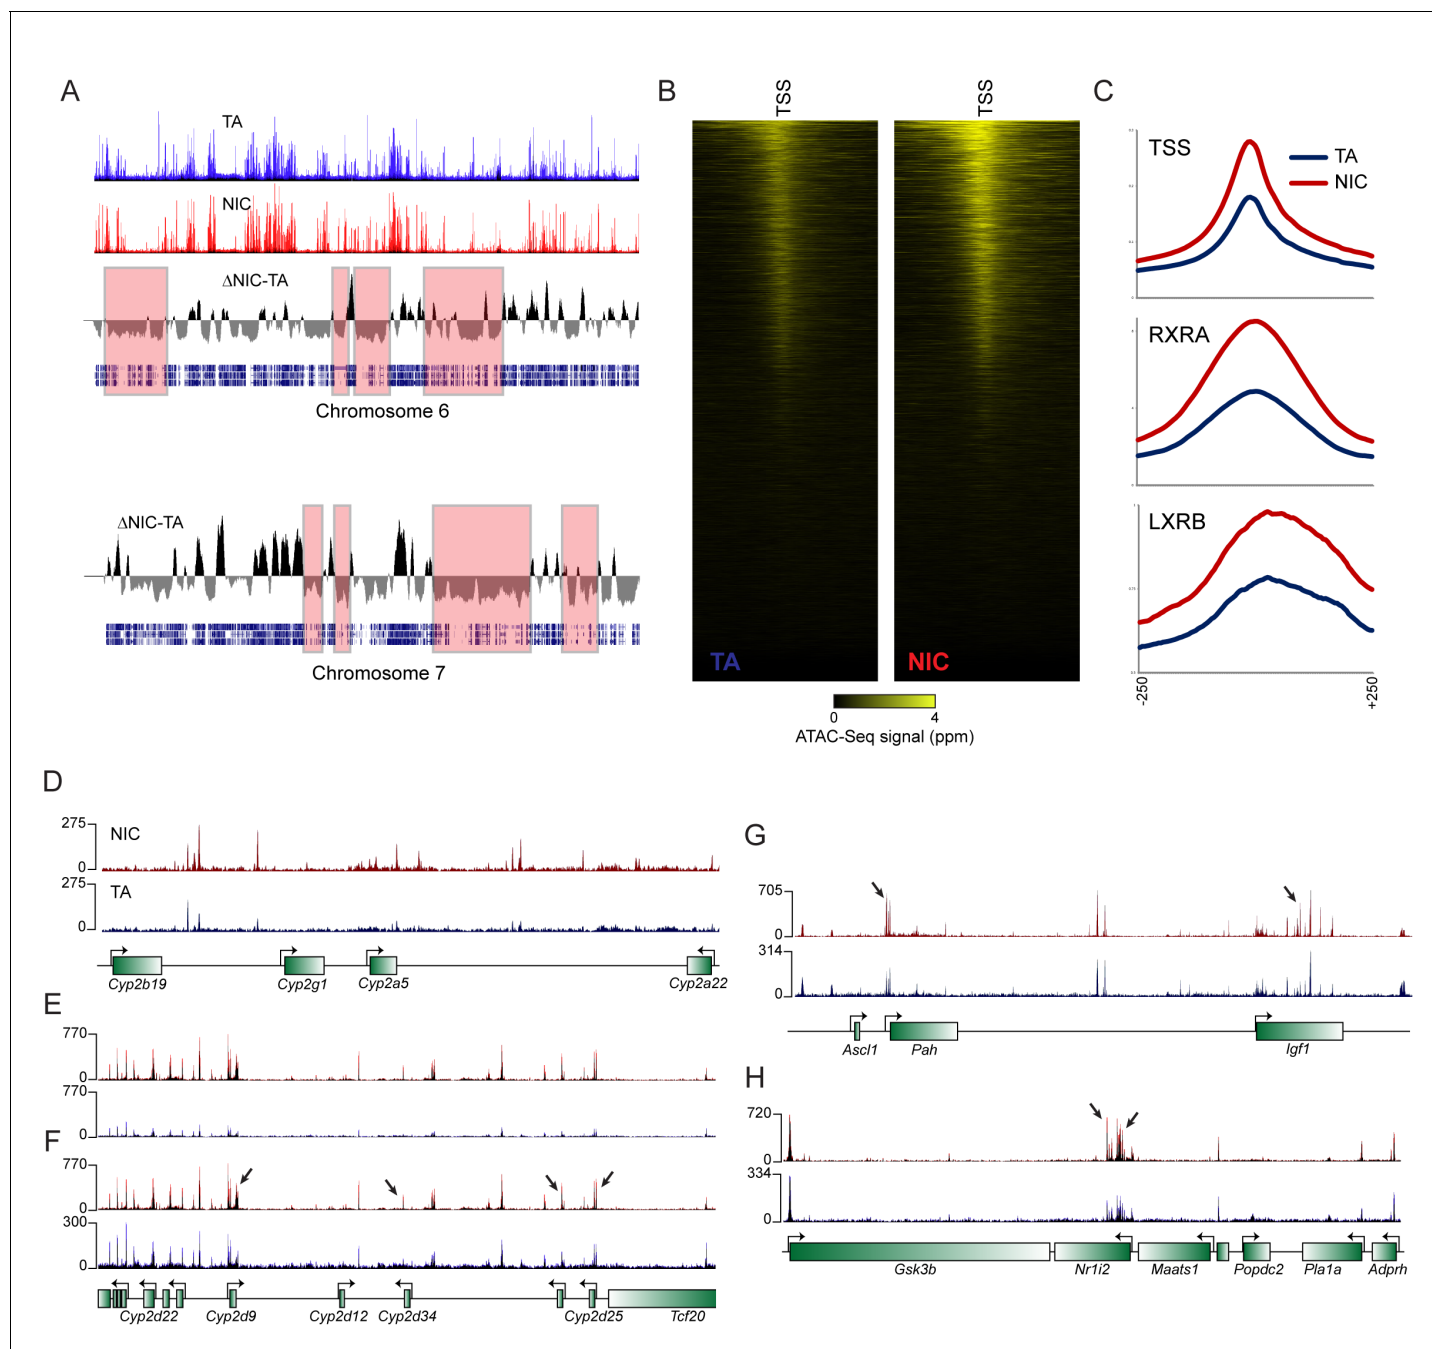 A
TA
NIC
ΔNIC-TA
Chromosome 6
ΔNIC-TA
Chromosome 7
B
TSS
TSS
TA
NIC
0
4
ATAC-Seq signal (ppm)
C
TSS
TA
NIC
RXRA
LXRB
-250
+250
D
275
NIC
0
275
TA
0
Cyp2b19
Cyp2g1
Cyp2a5
Cyp2a22
E
770
0
770
0
F
770
0
300
0
Cyp2d22
Cyp2d9
Cyp2d12
Cyp2d34
Cyp2d25
Tcf20
G
705
0
314
0
Ascl1
Pah
Igf1
H
720
0
334
0
Gsk3b
Nr1i2
Maats1
Popdc2
Pla1a
Adprh